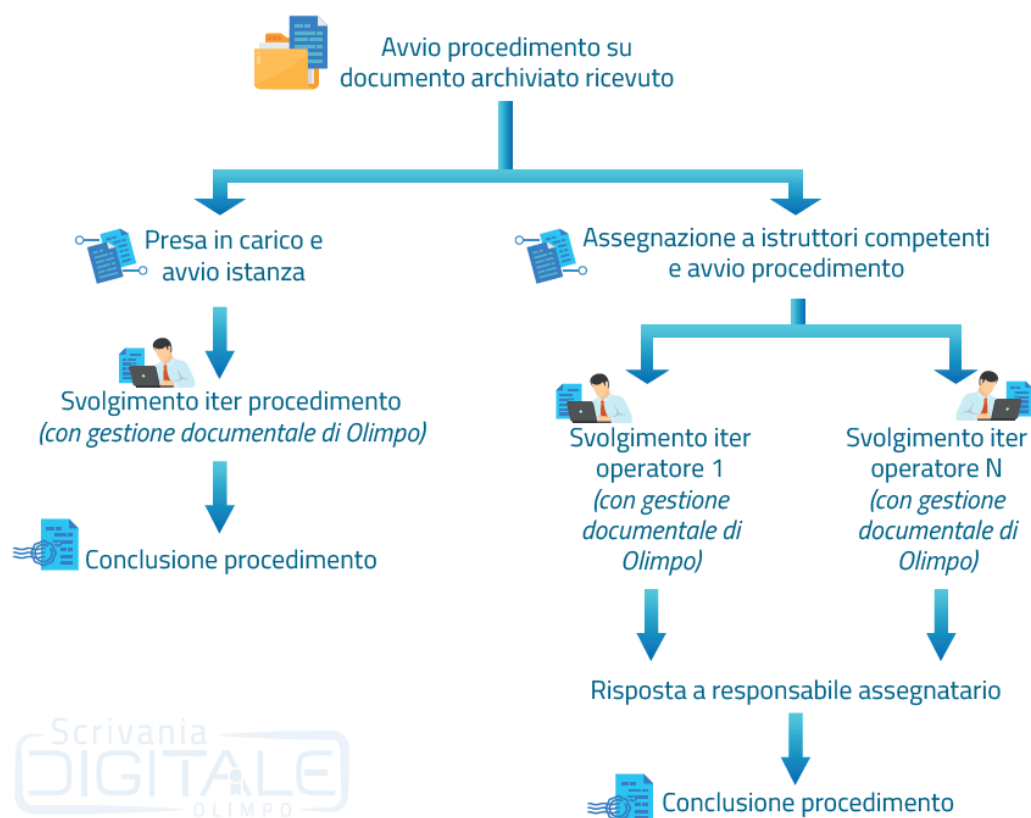 Avvio procedimento su
documento archiviato ricevuto
Presa in carico e
avvio istanza
Svolgimento iter procedimento
(con gestione documentale di Olimpo)
Conclusione procedimento
Assegnazione a istruttori competenti
e avvio procedimento
Svolgimento iter
operatore 1
(con gestione
documentale di
Olimpo)
Svolgimento iter
operatore N
(con gestione
documentale di
Olimpo)
Risposta a responsabile assegnatario
Conclusione procedimento
Scrivania
DIGITALE
OLIMPO